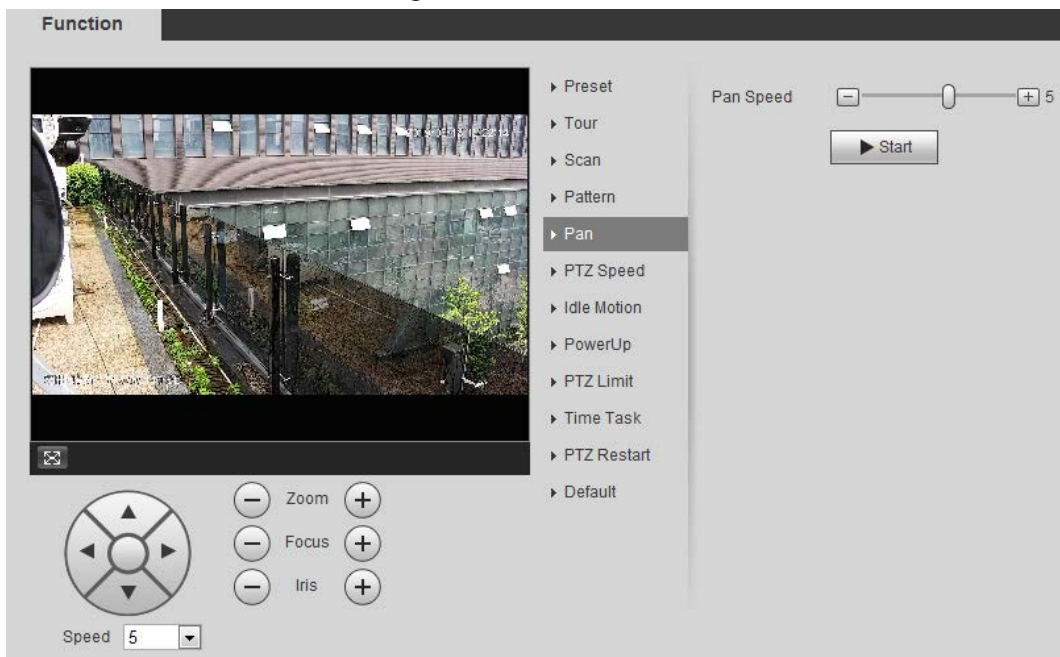 Function
Preset
Tour
Scan
Pattern
Pan
PTZ Speed
Idle Motion
PowerUp
PTZ Limit
Time Task
PTZ Restart
Default
Pan Speed
5
Start
Zoom
Focus
Iris
Speed
5